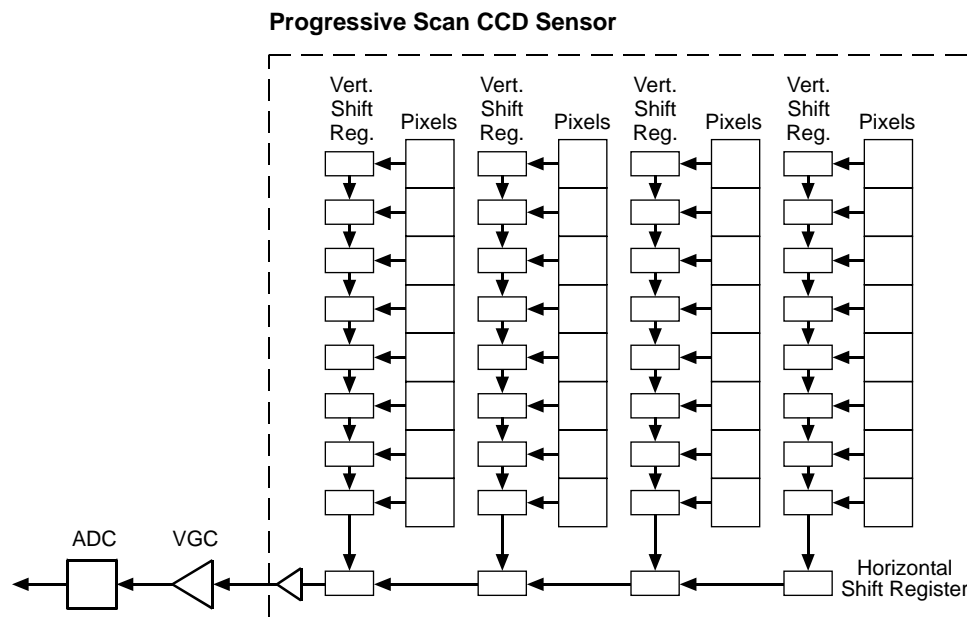 Progressive Scan CCD Sensor
Vert.
Shift
Reg.
Pixels
Vert.
Shift
Reg.
Pixels
Vert.
Shift
Reg.
Pixels
Vert.
Shift
Reg.
Pixels
ADC
VGC
Horizontal
Shift Register